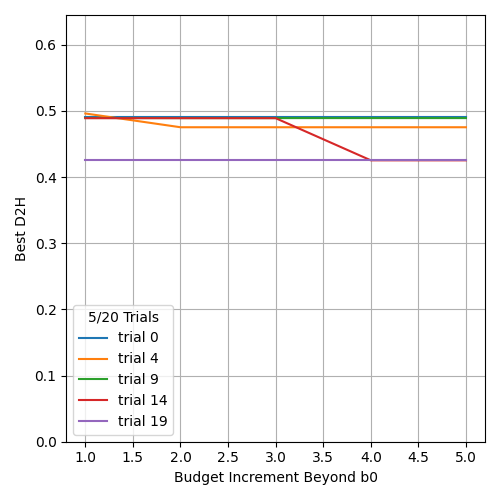 0.6
0.5
0.4
0.3
0.2
0.1
0.0
Best D2H
5/20 Trials
trial 0
trial 4
trial 9
trial 14
trial 19
1.0 1.5 2.0 2.5 3.0 3.5 4.0 4.5 5.0
Budget Increment Beyond b0